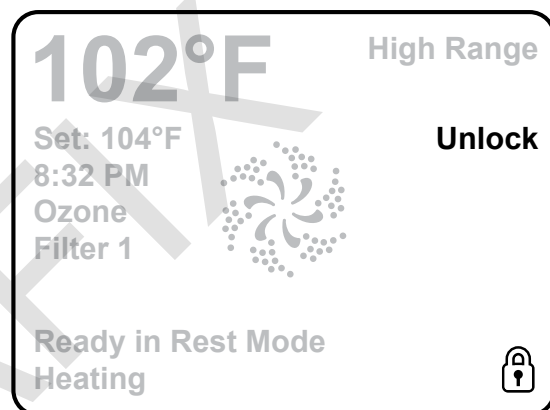 102°F
High Range
Set: 104°F
Unlock
8:32 PM
Ozone
Filter 1
Ready in Rest Mode
Heating